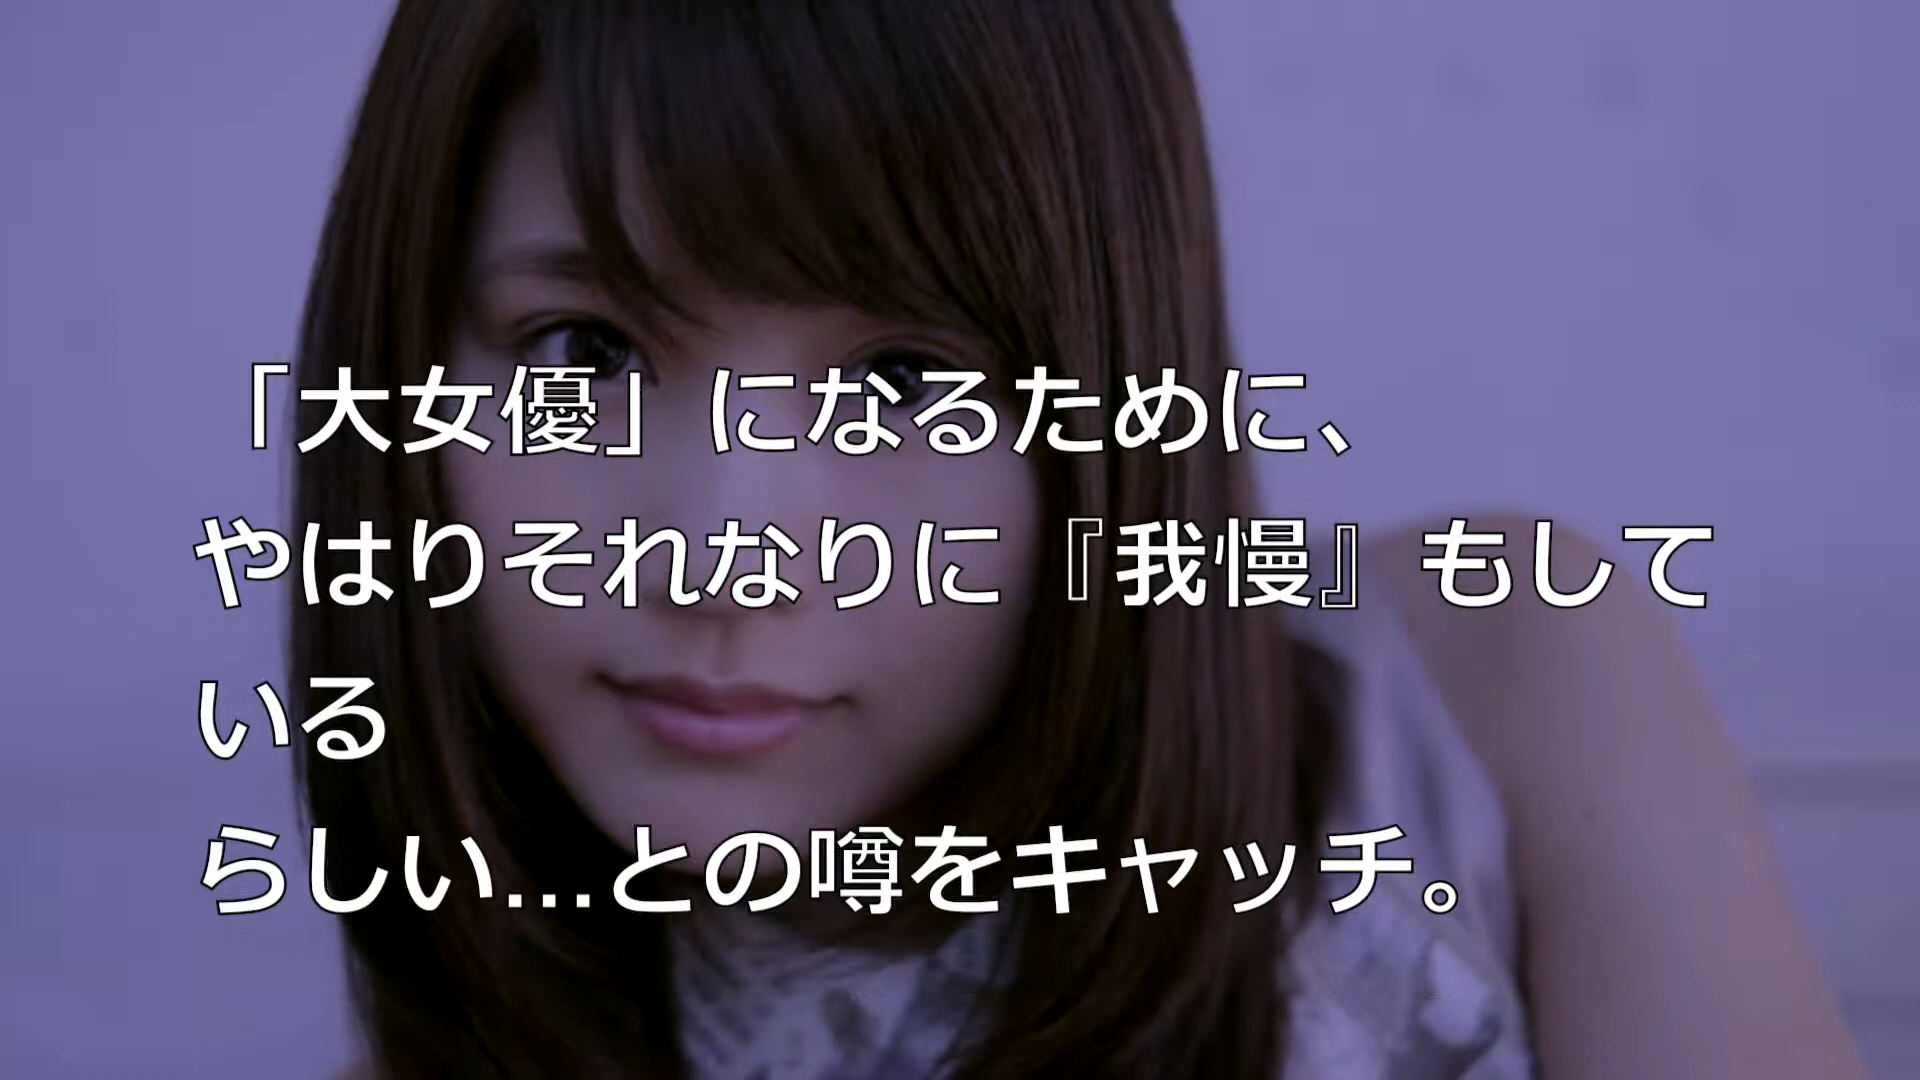 「大女優」になるために、
やはりそれなりに『我慢』もして
いる
らしい...との噂をキャッチ。